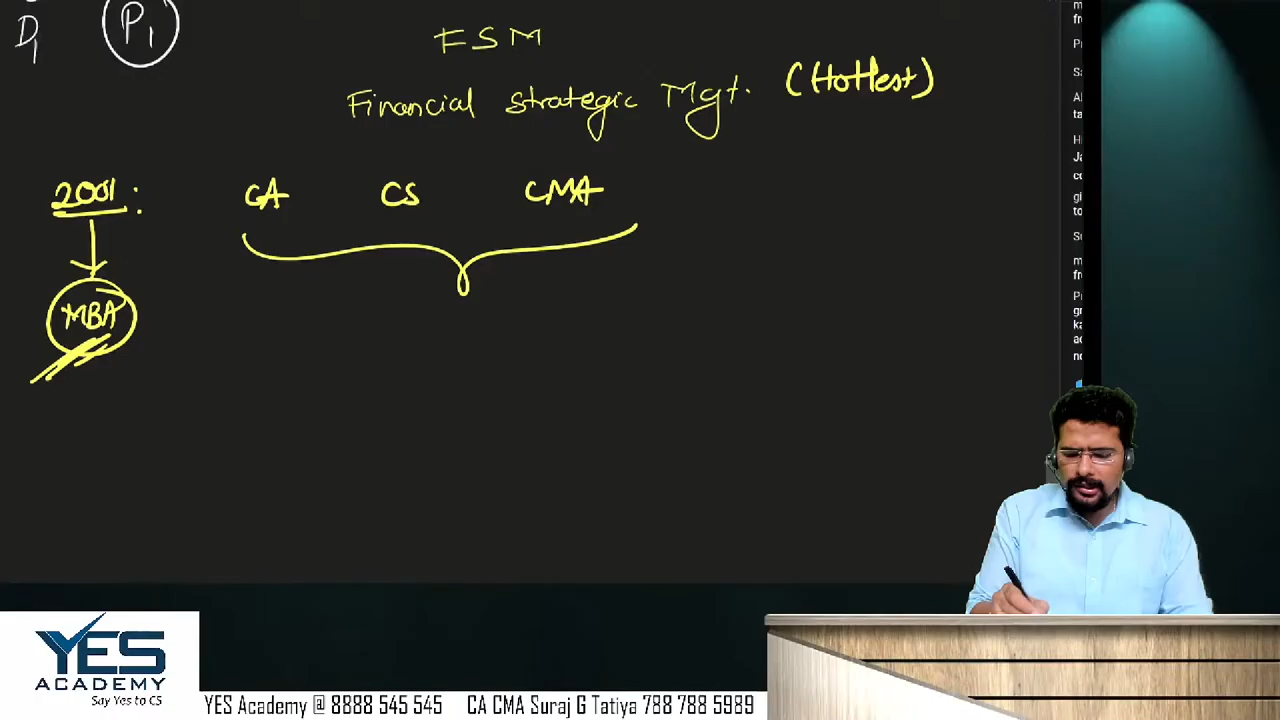 D1
P1
FSM
Financial Strategic Mgt. (Hottest)
2001: CA CS CMA
MBA
YES
ACADEMY
Say Yes to CS
YES Academy @ 8888 545 545 CA CMA Suraj G Tatiya 788 788 5989